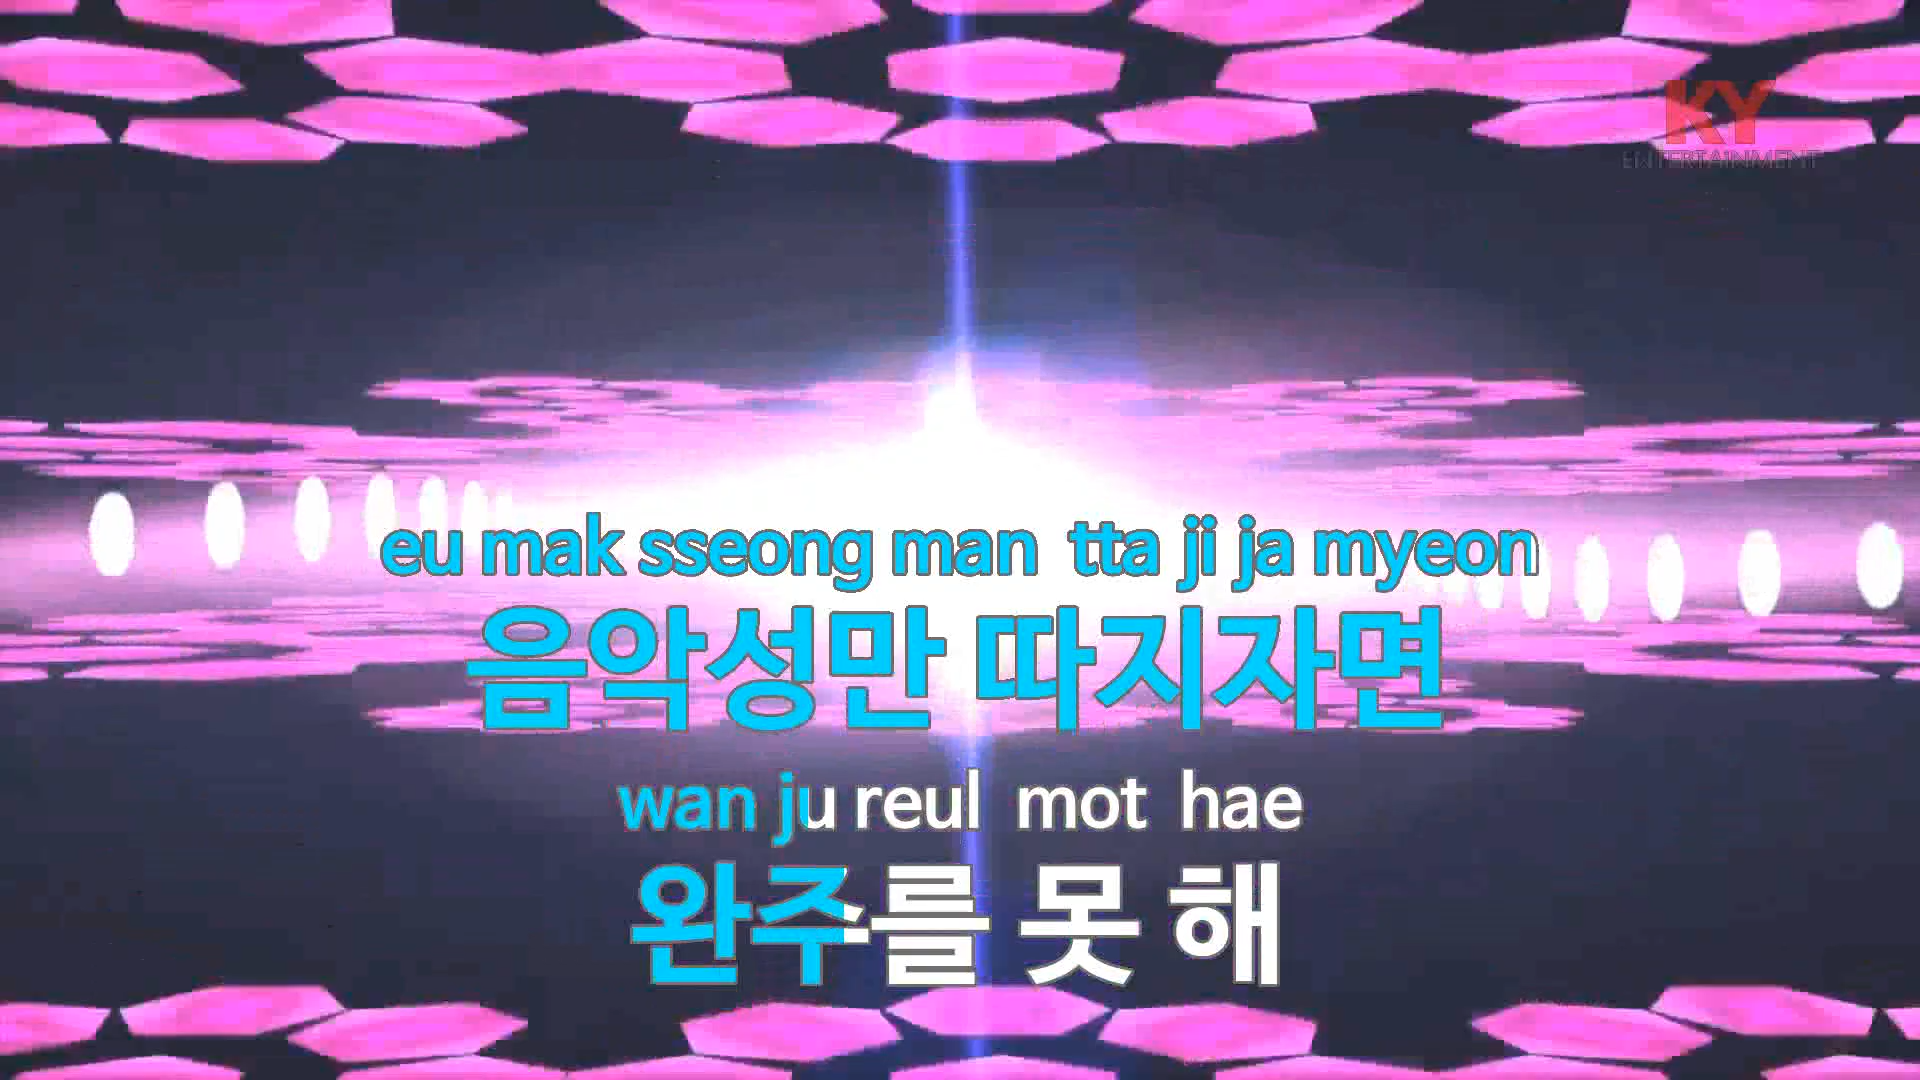 KY
ENTERTAINMENT
eu mak sseong man tta ji ja myeon
음악성만 따지자면
wan ju reul mot hae
완주를 못 해